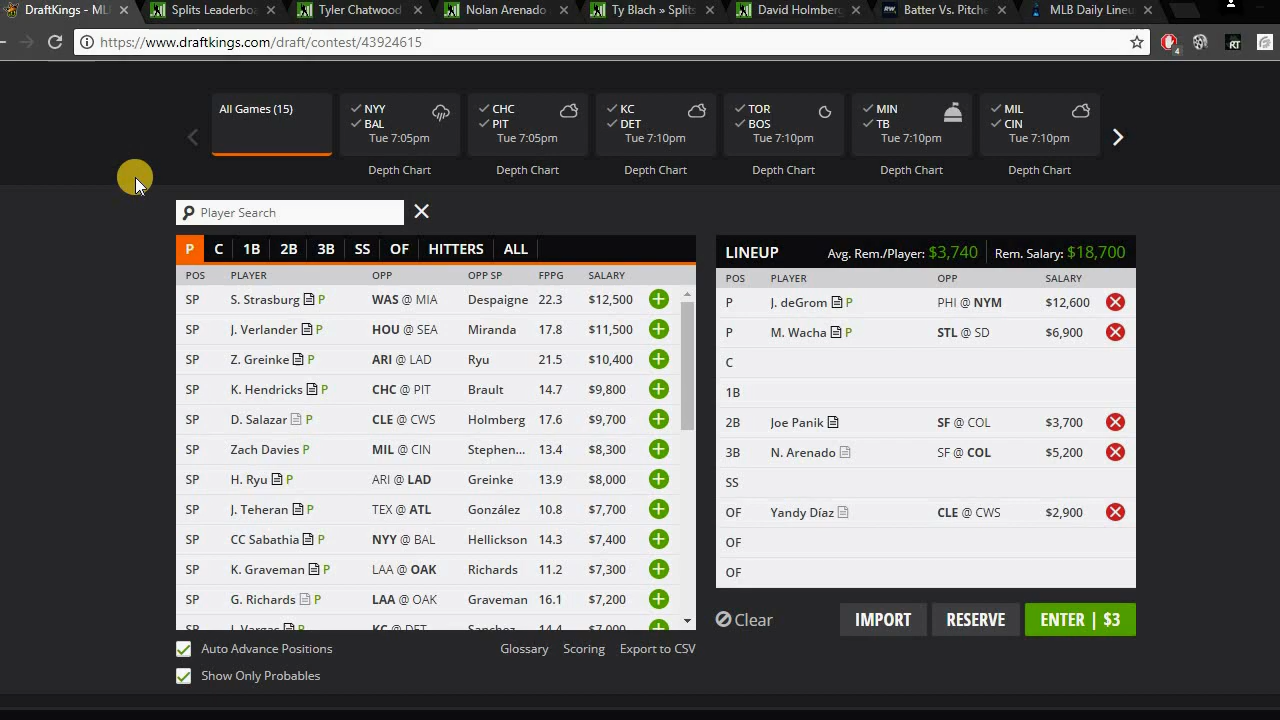 DraftKings - ML
Splits Leaderbo
Tyler Chatwood
Nolan Arenado
Ty Blach » Splits
David Holmberg
Batter Vs. Pitche
MLB Daily Lineu
https://www.draftkings.com/draft/contest/43924615
4
RT
All Games (15)
NYY
BAL
Tue 7:05pm
CHC
PIT
Tue 7:05pm
KC
DET
Tue 7:10pm
TOR
BOS
Tue 7:10pm
MIN
TB
Tue 7:10pm
MIL
CIN
Tue 7:10pm
Depth Chart Depth Chart Depth Chart Depth Chart Depth Chart Depth Chart
Player Search
P C 1B 2B 3B SS OF HITTERS ALL
POS PLAYER OPP OPP SP FPPG SALARY
SP S. Strasburg P WAS @ MIA Despaigne 22.3 $12,500
SP J. Verlander P HOU @ SEA Miranda 17.8 $11,500
SP Z. Greinke P ARI @ LAD Ryu 21.5 $10,400
SP K. Hendricks P CHC @ PIT Brault 14.7 $9,800
SP D. Salazar P CLE @ CWS Holmberg 17.6 $9,700
SP Zach Davies P MIL @ CIN Stephen... 13.4 $8,300
SP H. Ryu P ARI @ LAD Greinke 13.9 $8,000
SP J. Teheran P TEX @ ATL González 10.8 $7,700
SP CC Sabathia P NYY @ BAL Hellickson 14.3 $7,400
SP K. Graveman P LAA @ OAK Richards 11.2 $7,300
SP G. Richards P LAA @ OAK Graveman 16.1 $7,200
SP J. Vargas P KC @ DET Sanchez 14.4 $7,000
Auto Advance Positions
Glossary Scoring Export to CSV
Show Only Probables
LINEUP Avg. Rem./Player: $3,740 Rem. Salary: $18,700
POS PLAYER OPP SALARY
P J. deGrom P PHI @ NYM $12,600
P M. Wacha P STL @ SD $6,900
C
1B
2B Joe Panik SF @ COL $3,700
3B N. Arenado SF @ COL $5,200
SS
OF Yandy Díaz CLE @ CWS $2,900
OF
OF
Clear IMPORT RESERVE ENTER | $3